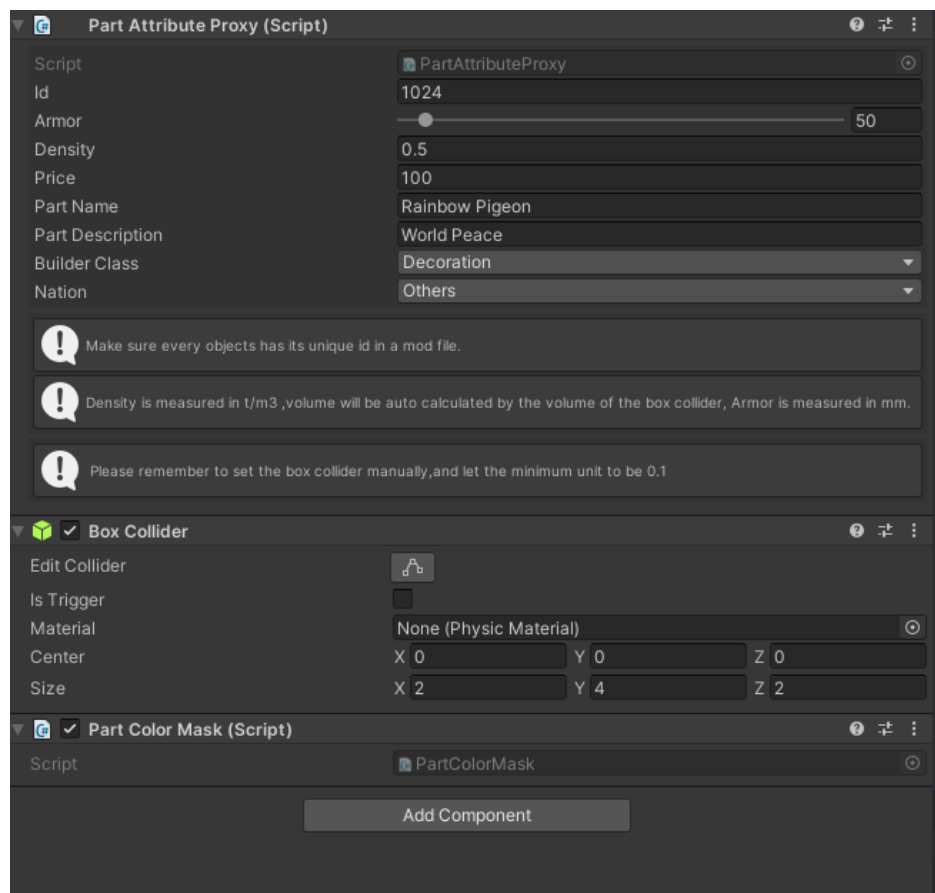 Part Attribute Proxy (Script)
Script PartAttributeProxy
Id 1024
Armor 50
Density 0.5
Price 100
Part Name Rainbow Pigeon
Part Description World Peace
Builder Class Decoration
Nation Others
Make sure every objects has its unique id in a mod file.
Density is measured in t/m3 ,volume will be auto calculated by the volume of the box collider, Armor is measured in mm.
Please remember to set the box collider manually,and let the minimum unit to be 0.1
Box Collider
Edit Collider
Is Trigger
Material None (Physic Material)
Center X 0 Y 0 Z 0
Size X 2 Y 4 Z 2
Part Color Mask (Script)
Script PartColorMask
Add Component